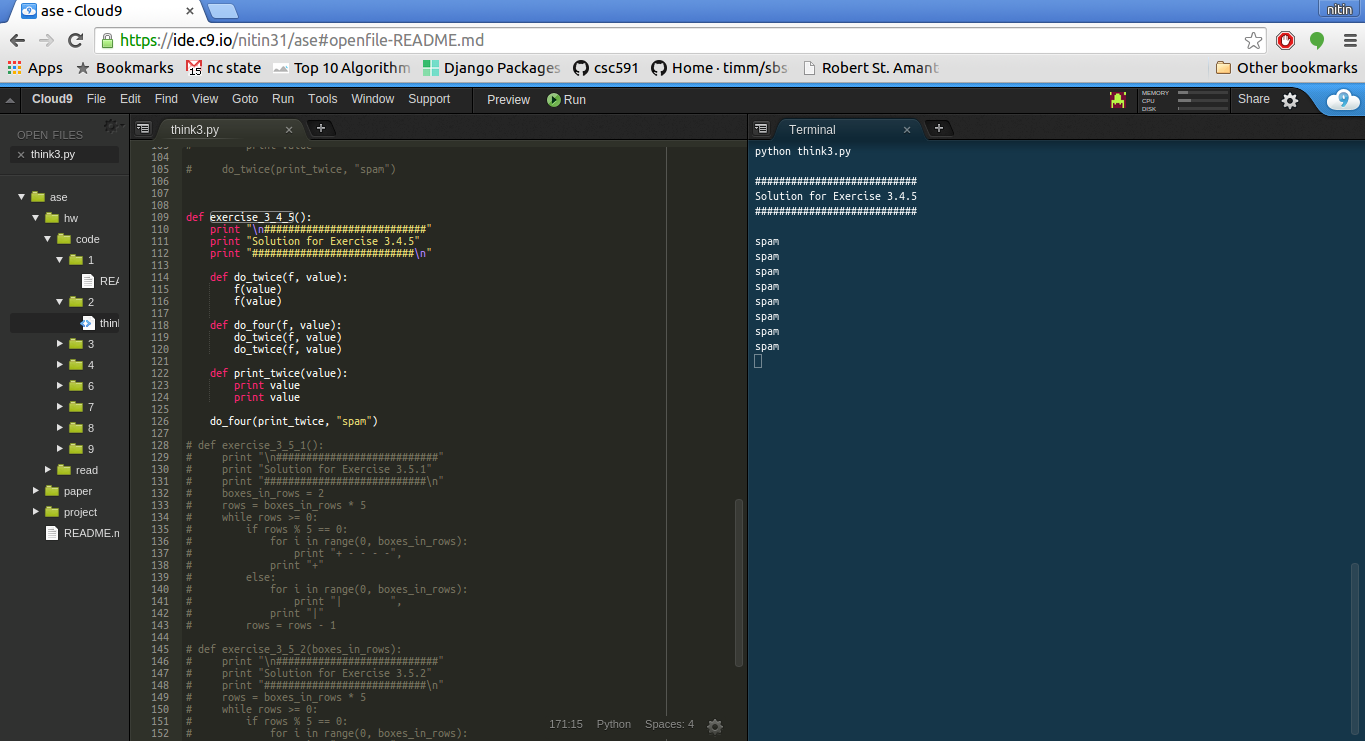 ase - Cloud9 ×
nitin
https://ide.c9.io/nitin31/ase#openfile-README.md
Apps Bookmarks 15 nc state Top 10 Algorithm Django Packages csc591 Home · timm/sbs Robert St. Amant Other bookmarks
Cloud9 File Edit Find View Goto Run Tools Window Support Preview Run MEMORY CPU DISK Share 9
OPEN FILES
× think3.py
ase
hw
code
1
REA
2
think
3
4
6
7
8
9
read
paper
project
README.m
think3.py × +
103 # print value
104
105 # do_twice(print_twice, "spam")
106
107
108
109 def exercise_3_4_5():
110 print "\n###########################"
111 print "Solution for Exercise 3.4.5"
112 print "###########################\n"
113
114 def do_twice(f, value):
115 f(value)
116 f(value)
117
118 def do_four(f, value):
119 do_twice(f, value)
120 do_twice(f, value)
121
122 def print_twice(value):
123 print value
124 print value
125
126 do_four(print_twice, "spam")
127
128 # def exercise_3_5_1():
129 # print "\n###########################"
130 # print "Solution for Exercise 3.5.1"
131 # print "###########################\n"
132 # boxes_in_rows = 2
133 # rows = boxes_in_rows * 5
134 # while rows >= 0:
135 # if rows % 5 == 0:
136 # for i in range(0, boxes_in_rows):
137 # print "+ - - - -",
138 # print "+"
139 # else:
140 # for i in range(0, boxes_in_rows):
141 # print "|         ",
142 # print "|"
143 # rows = rows - 1
144
145 # def exercise_3_5_2(boxes_in_rows):
146 # print "\n###########################"
147 # print "Solution for Exercise 3.5.2"
148 # print "###########################\n"
149 # rows = boxes_in_rows * 5
150 # while rows >= 0:
151 # if rows % 5 == 0:
152 # for i in range(0, boxes_in_rows):
171:15 Python Spaces: 4
Terminal × +
python think3.py
###########################
Solution for Exercise 3.4.5
###########################
spam
spam
spam
spam
spam
spam
spam
spam